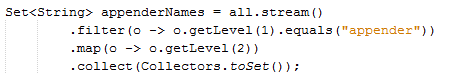 Set<String> appenderNames = all.stream()
        .filter(o -> o.getLevel(1).equals("appender"))
        .map(o -> o.getLevel(2))
        .collect(Collectors.toSet());